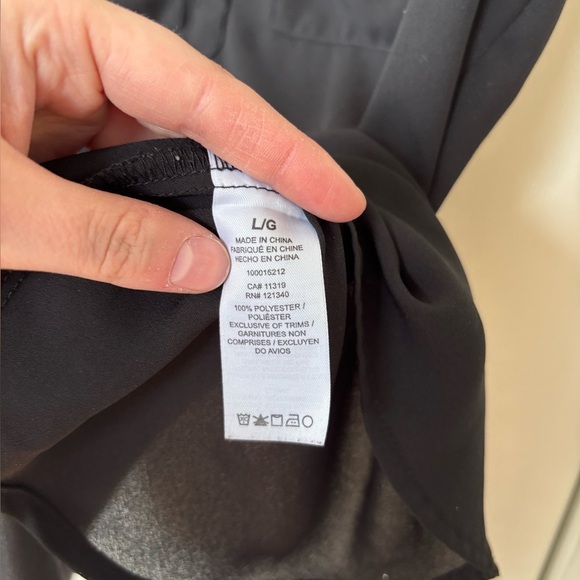 L/G
MADE IN CHINA
FABRIQUÉ EN CHINE
HECHO EN CHINA
100015212
CA# 11319
RN# 121340
100% POLYESTER /
POLIÉSTER
EXCLUSIVE OF TRIMS /
GARNITURES NON
COMPRISES / EXCLUYEN
DO AVIOS